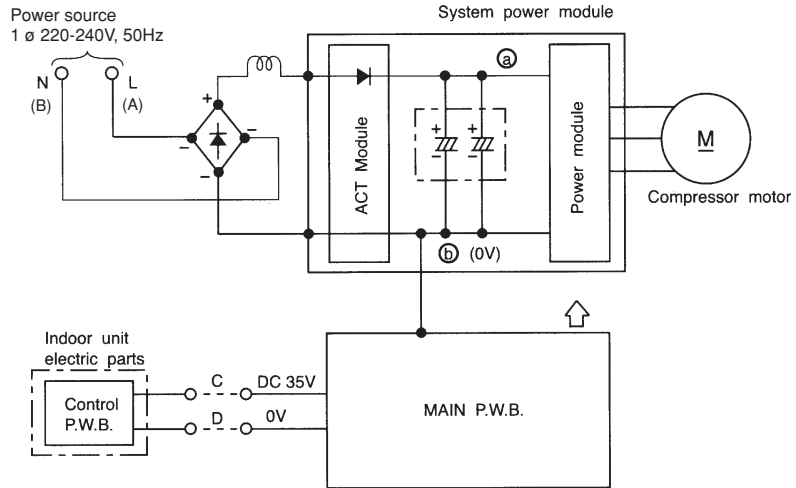 System power module
Power source
1 ø 220-240V, 50Hz
N
L
(B)
(A)
+
–
–
–
a
+
+
–
–
ACT Module
Power module
M
Compressor motor
b (0V)
Indoor unit
electric parts
Control
P.W.B.
C
DC 35V
D
0V
MAIN P.W.B.